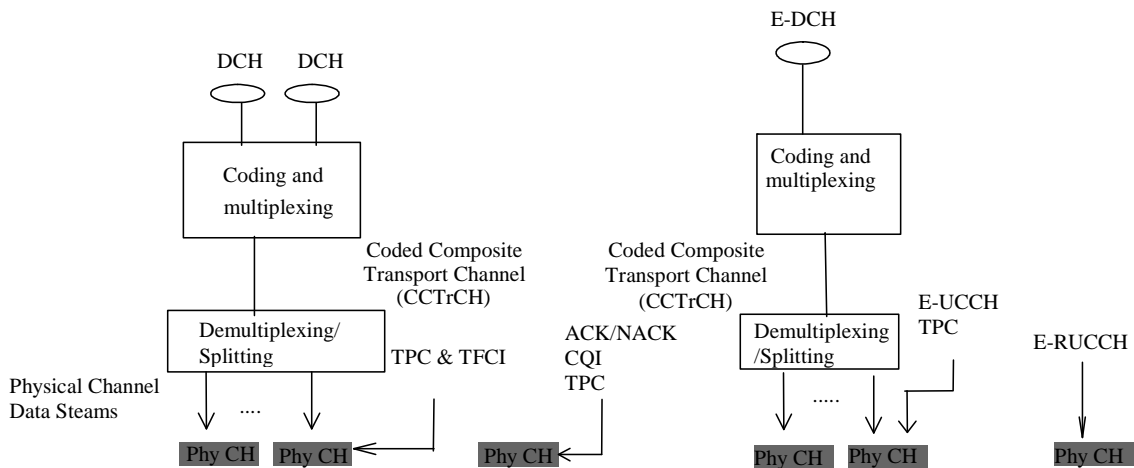 E-DCH
DCH DCH
Coding and
multiplexing
Coding and
multiplexing
Coded Composite
Transport Channel
(CCTrCH)
Coded Composite
Transport Channel
(CCTrCH)
Demultiplexing/
Splitting
TPC & TFCI
ACK/NACK
CQI
TPC
Demultiplexing
/Splitting
E-UCCH
TPC
E-RUCCH
Physical Channel
Data Steams
....
.....
Phy CH
Phy CH
Phy CH
Phy CH
Phy CH
Phy CH